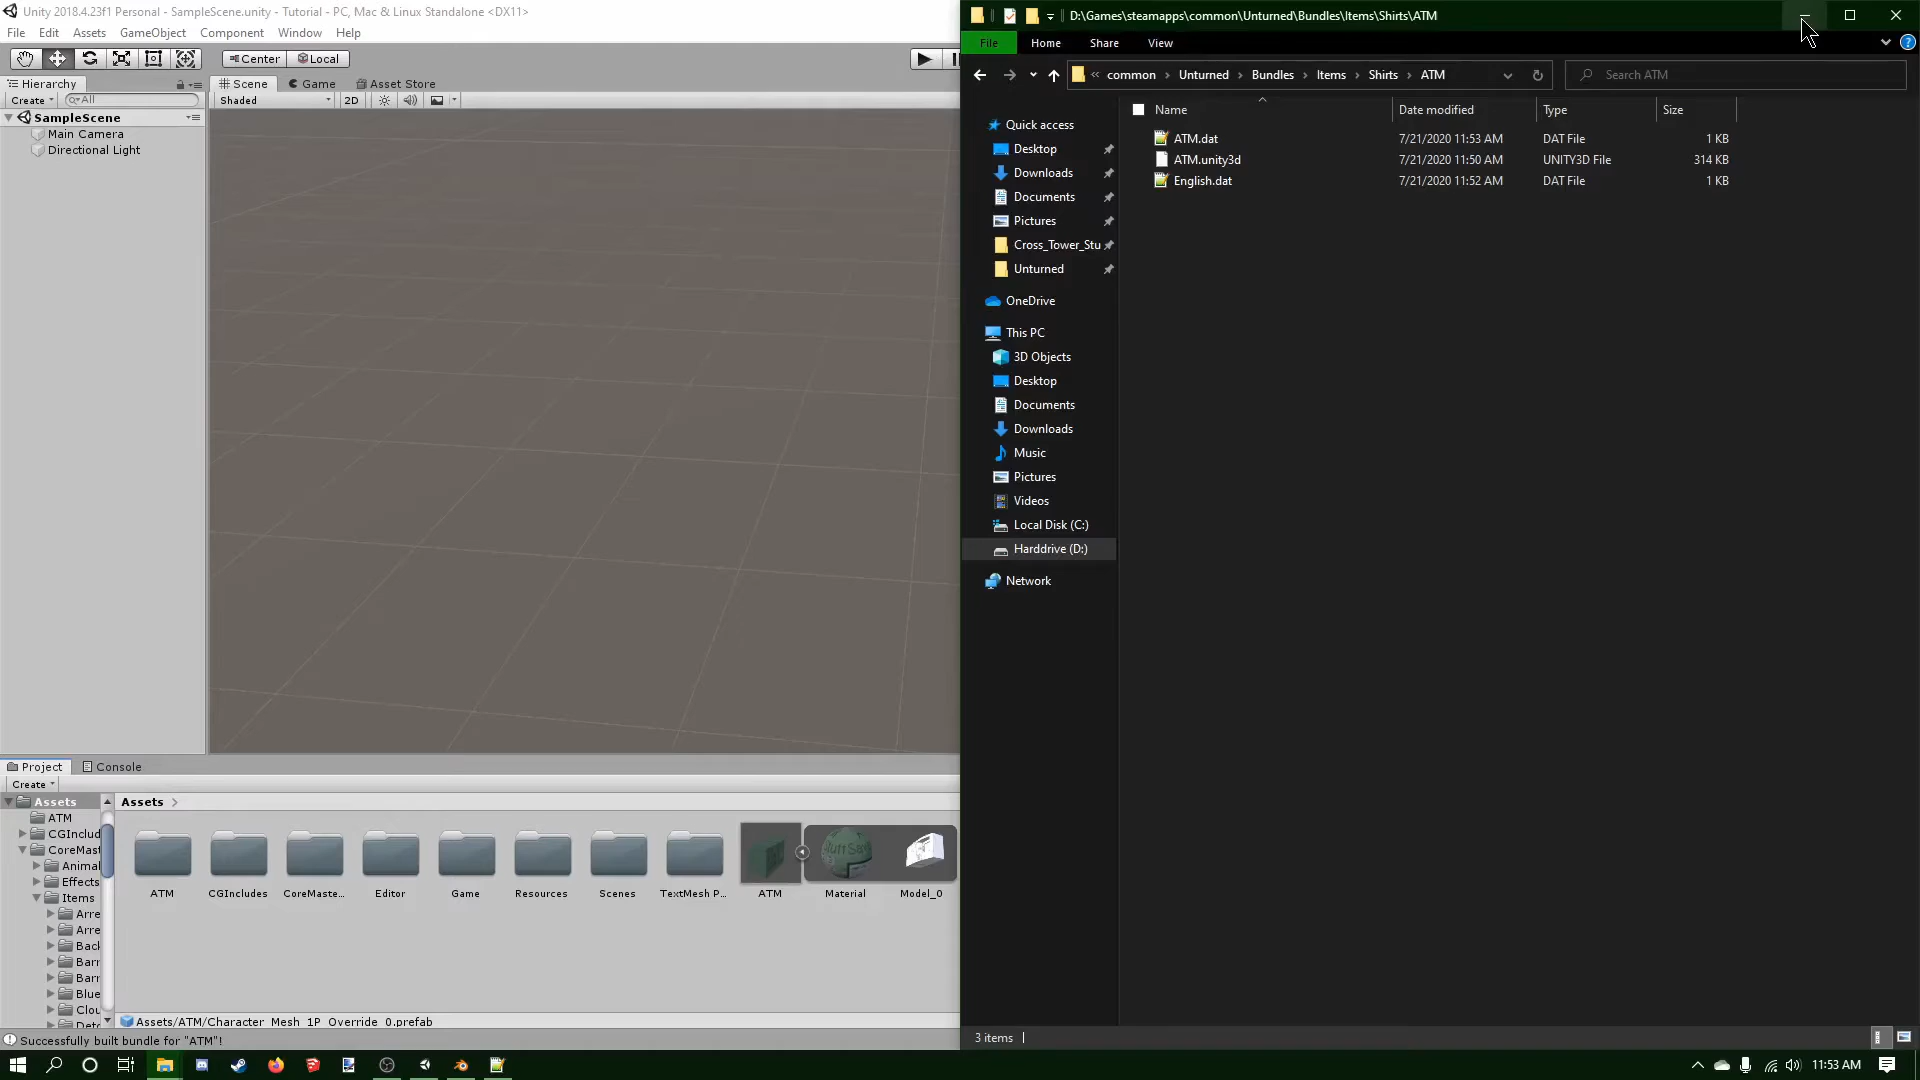 Unity 2018.4.23f1 Personal - SampleScene.unity - Tutorial - PC, Mac & Linux Standalone <DX11>
File Edit Assets GameObject Component Window Help
Center Local
Hierarchy
Create All
SampleScene
Main Camera
Directional Light
Scene Game Asset Store
Shaded 2D
Project Console
Create
Assets
ATM
CGInclud
CoreMast
Animal
Effects
Items
Arre
Arre
Back
Barr
Barr
Blue
Clou
Dete
Assets
ATM CGIncludes CoreMaste... Editor Game Resources Scenes TextMesh P... ATM Material Model_0
Assets/ATM/Character_Mesh_1P_Override_0.prefab
Successfully built bundle for "ATM"!
D:\Games\steamapps\common\Unturned\Bundles\Items\Shirts\ATM
File Home Share View
« common › Unturned › Bundles › Items › Shirts › ATM
Search ATM
Quick access
Desktop
Downloads
Documents
Pictures
Cross_Tower_Stu
Unturned
OneDrive
This PC
3D Objects
Desktop
Documents
Downloads
Music
Pictures
Videos
Local Disk (C:)
Harddrive (D:)
Network
Name Date modified Type Size
ATM.dat 7/21/2020 11:53 AM DAT File 1 KB
ATM.unity3d 7/21/2020 11:50 AM UNITY3D File 314 KB
English.dat 7/21/2020 11:52 AM DAT File 1 KB
3 items
11:53 AM